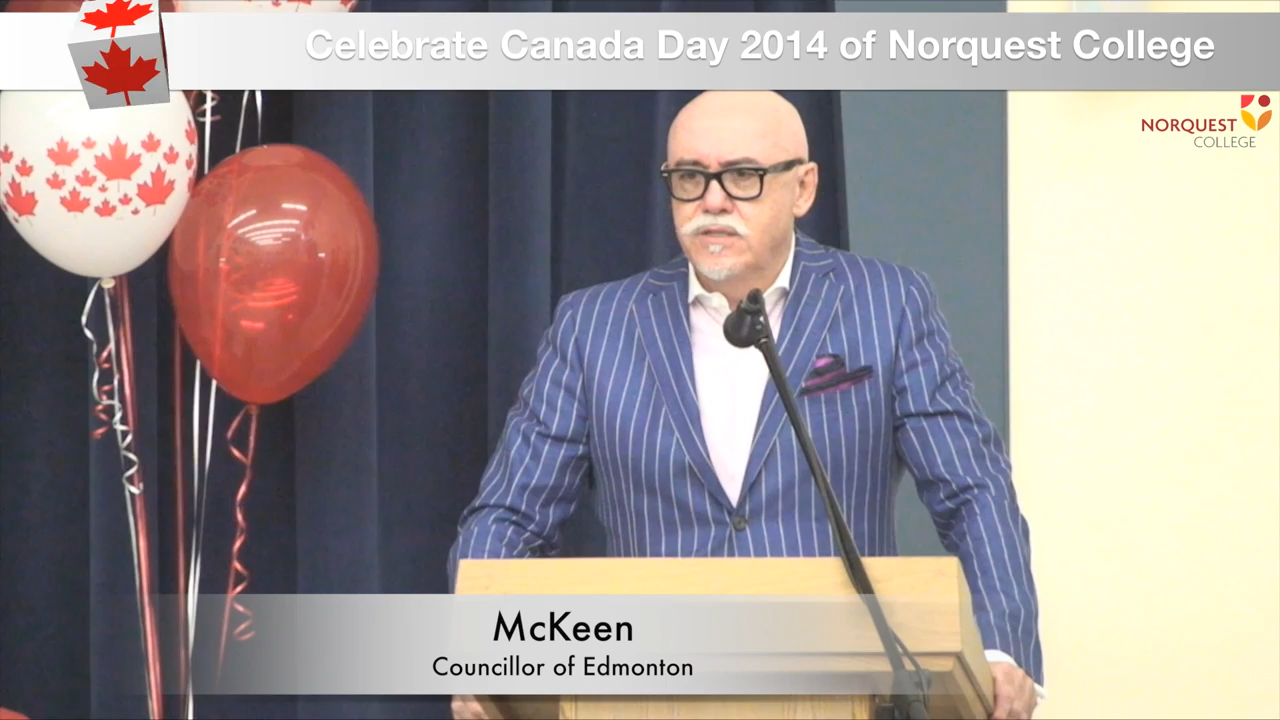 Celebrate Canada Day 2014 of Norquest College
NORQUEST
COLLEGE
McKeen
Councillor of Edmonton